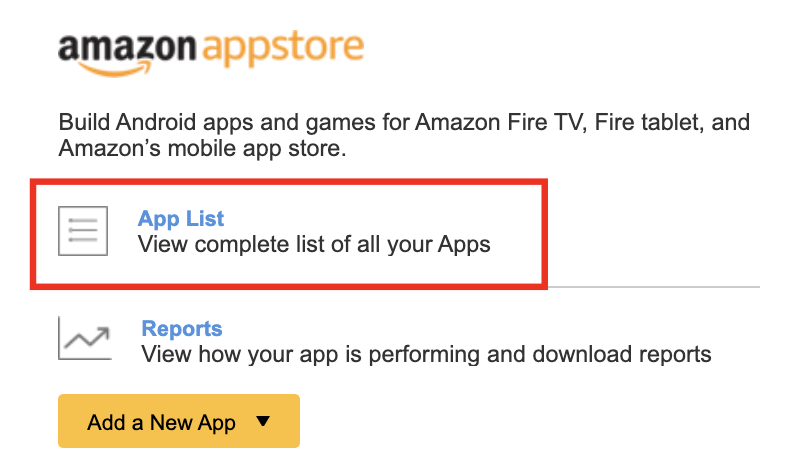 amazon appstore
Build Android apps and games for Amazon Fire TV, Fire tablet, and
Amazon’s mobile app store.
App List
View complete list of all your Apps
Reports
View how your app is performing and download reports
Add a New App